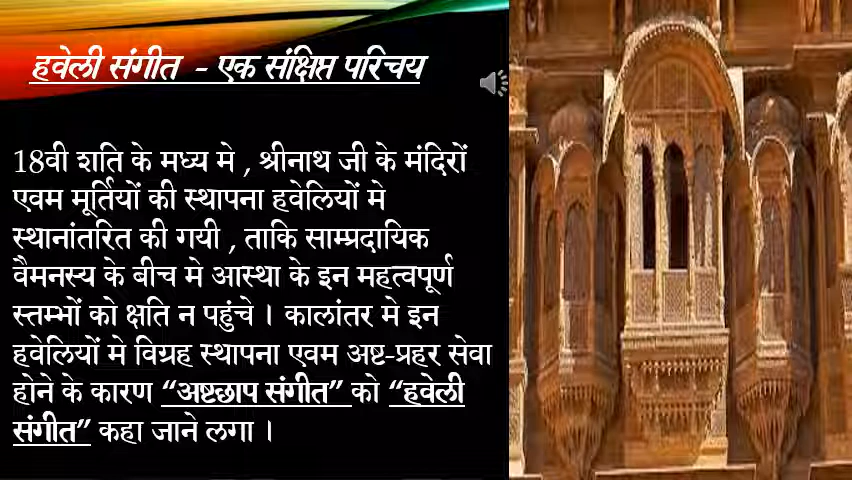 हवेली संगीत - एक संक्षिप्त परिचय
18वी शति के मध्य मे , श्रीनाथ जी के मंदिरों
एवम मूर्तियों की स्थापना हवेलियों मे
स्थानांतरित की गयी , ताकि साम्प्रदायिक
वैमनस्य के बीच मे आस्था के इन महत्वपूर्ण
स्तम्भों को क्षति न पहुंचे । कालांतर मे इन
हवेलियों मे विग्रह स्थापना एवम अष्ट-प्रहर सेवा
होने के कारण “अष्टछाप संगीत” को “हवेली
संगीत” कहा जाने लगा ।